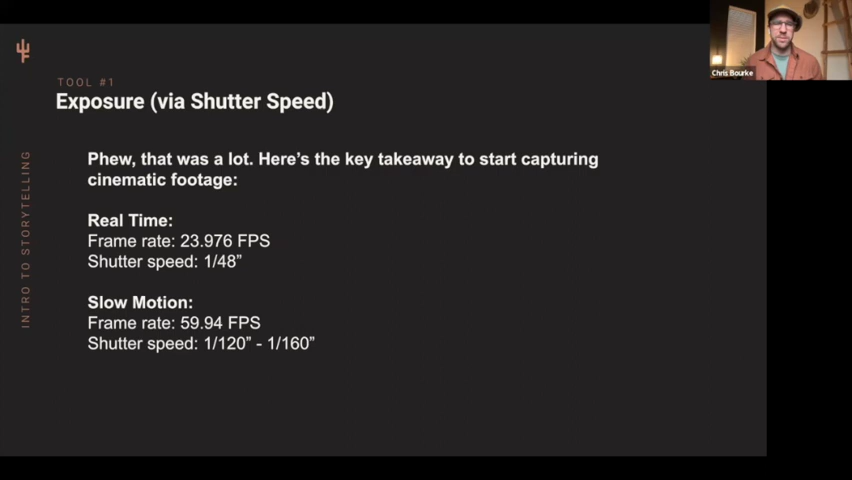 TOOL #1
Exposure (via Shutter Speed)
INTRO TO STORYTELLING
Phew, that was a lot. Here’s the key takeaway to start capturing
cinematic footage:
Real Time:
Frame rate: 23.976 FPS
Shutter speed: 1/48”
Slow Motion:
Frame rate: 59.94 FPS
Shutter speed: 1/120” - 1/160”
Chris Bourke